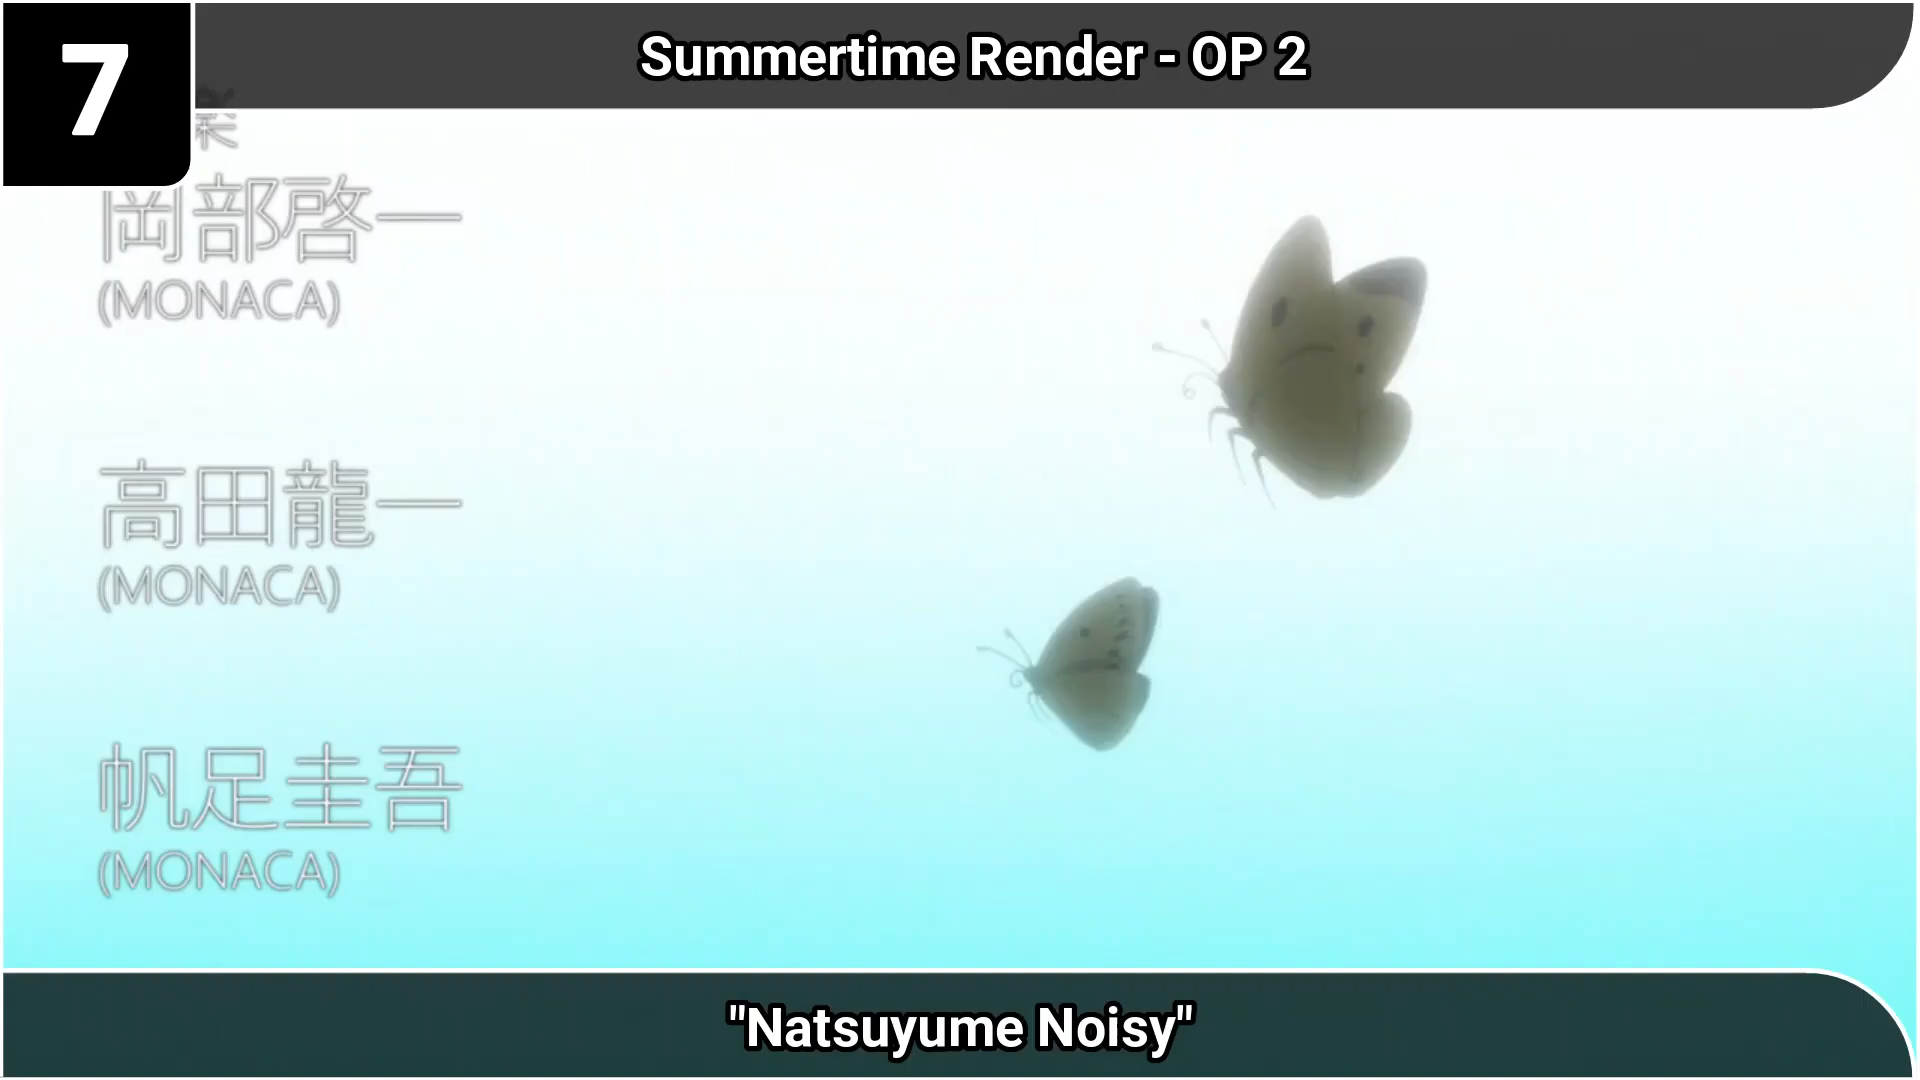 7
Summertime Render - OP 2
岡部啓一
(MONACA)
高田龍一
(MONACA)
帆足圭吾
(MONACA)
"Natsuyume Noisy"